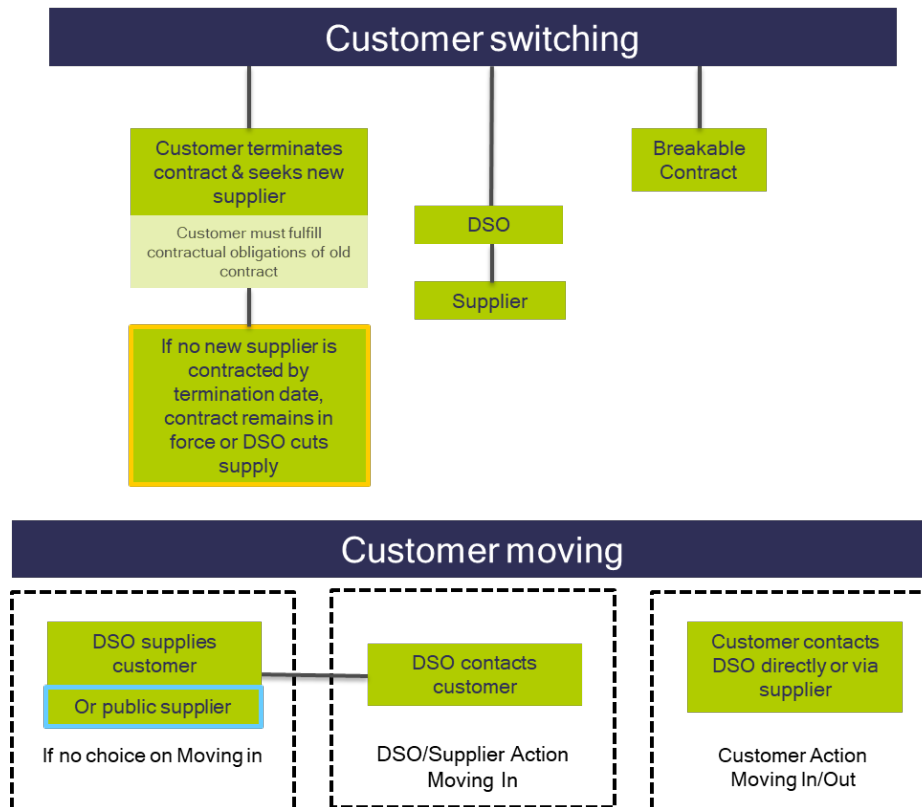 Customer switching
Customer terminates
contract & seeks new
supplier
Customer must fulfill
contractual obligations of old
contract
If no new supplier is
contracted by
termination date,
contract remains in
force or DSO cuts
supply
DSO
Supplier
Breakable
Contract
Customer moving
DSO supplies
customer
Or public supplier
If no choice on Moving in
DSO contacts
customer
DSO/Supplier Action
Moving In
Customer contacts
DSO directly or via
supplier
Customer Action
Moving In/Out